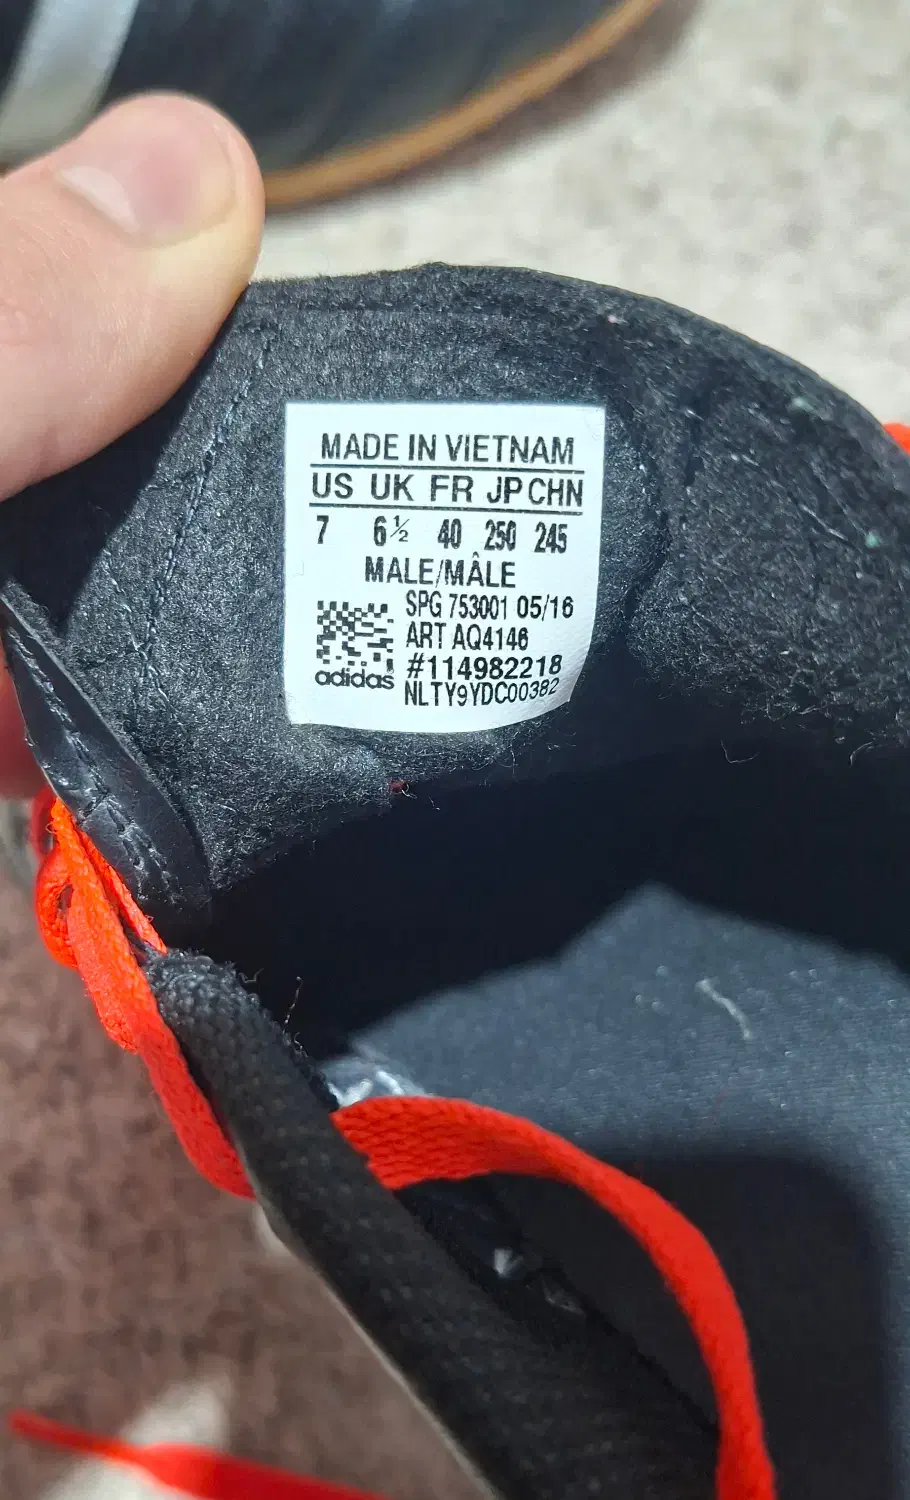 MADE IN VIETNAM
US UK FR JP CHN
7 6½ 40 250 245
MALE/MÂLE
SPG 753001 05/16
ART AQ4146
#114982218
adidas NLTY9YDC00382